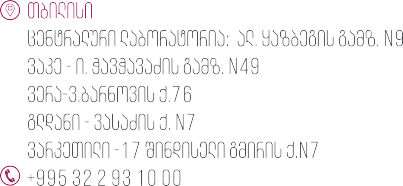 თბილისი
ცენტრალური ლაბორატორია: ალ. ყაზბეგის გამზ. N9
ვაკე - ი. ჭავჭავაძის გამზ. N49
ვერა-ვ.ბარნოვის ქ.76
გლდანი - ვასაძის ქ. N7
ვარკეთილი -17 შინდისელი გმირის ქ.N7
+995 32 2 93 10 00